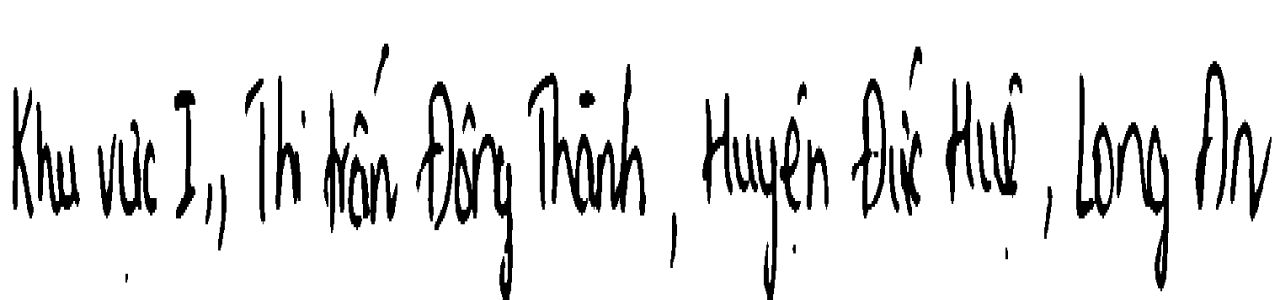 Khu vực I,, Thị trấn Đông Thành, Huyện Đức Huệ, Long An